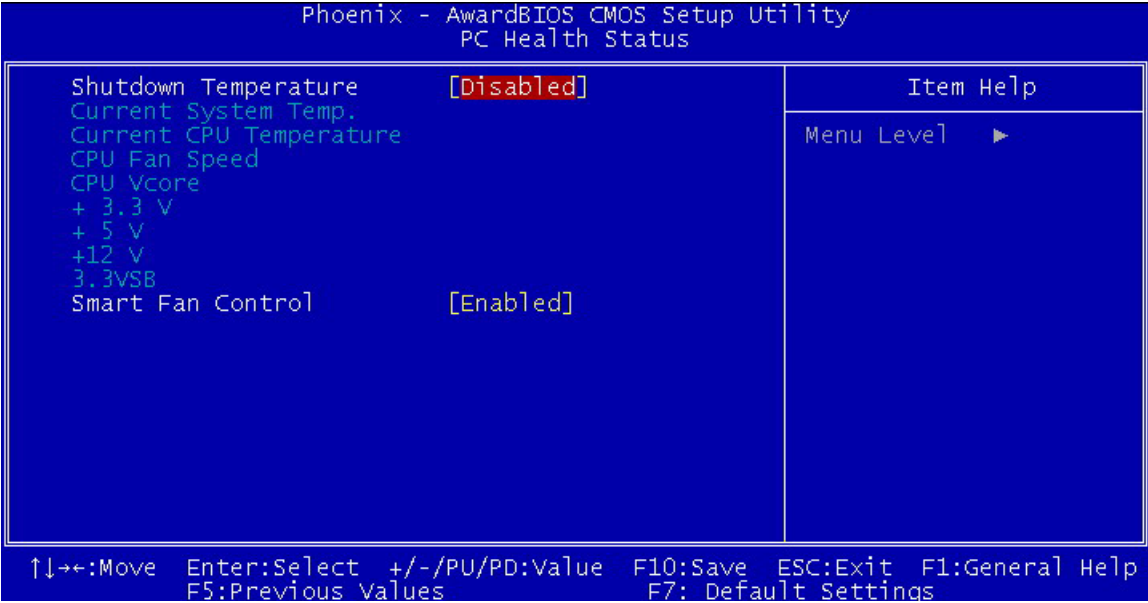 Phoenix - AwardBIOS CMOS Setup Utility
PC Health Status
Shutdown Temperature [Disabled]
Current System Temp.
Current CPU Temperature
CPU Fan Speed
CPU Vcore
+ 3.3 V
+ 5 V
+12 V
3.3VSB
Smart Fan Control [Enabled]
Item Help
Menu Level ►
↑↓→←:Move Enter:Select +/-/PU/PD:Value F10:Save ESC:Exit F1:General Help
F5:Previous Values F7: Default Settings